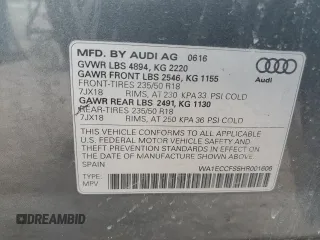 MFD. BY AUDI AG 0616
GVWR LBS 4894, KG 2220
GAWR FRONT LBS 2546, KG 1155
FRONT-TIRES 235/50 R18
7JX18 RIMS, AT 230 KPA 33 PSI COLD
GAWR REAR LBS 2491, KG 1130
REAR-TIRES 235/50 R18
7JX18 RIMS, AT 250 KPA 36 PSI COLD
Audi
THIS VEHICLE CONFORMS TO ALL APPLICABLE
U.S. FEDERAL MOTOR VEHICLE SAFETY STANDARDS
IN EFFECT ON THE DATE OF MANUFACTURE SHOWN ABOVE.
SPAIN
TYPE:
MPV
WA1ECCFS5HR001606
DREAMBID